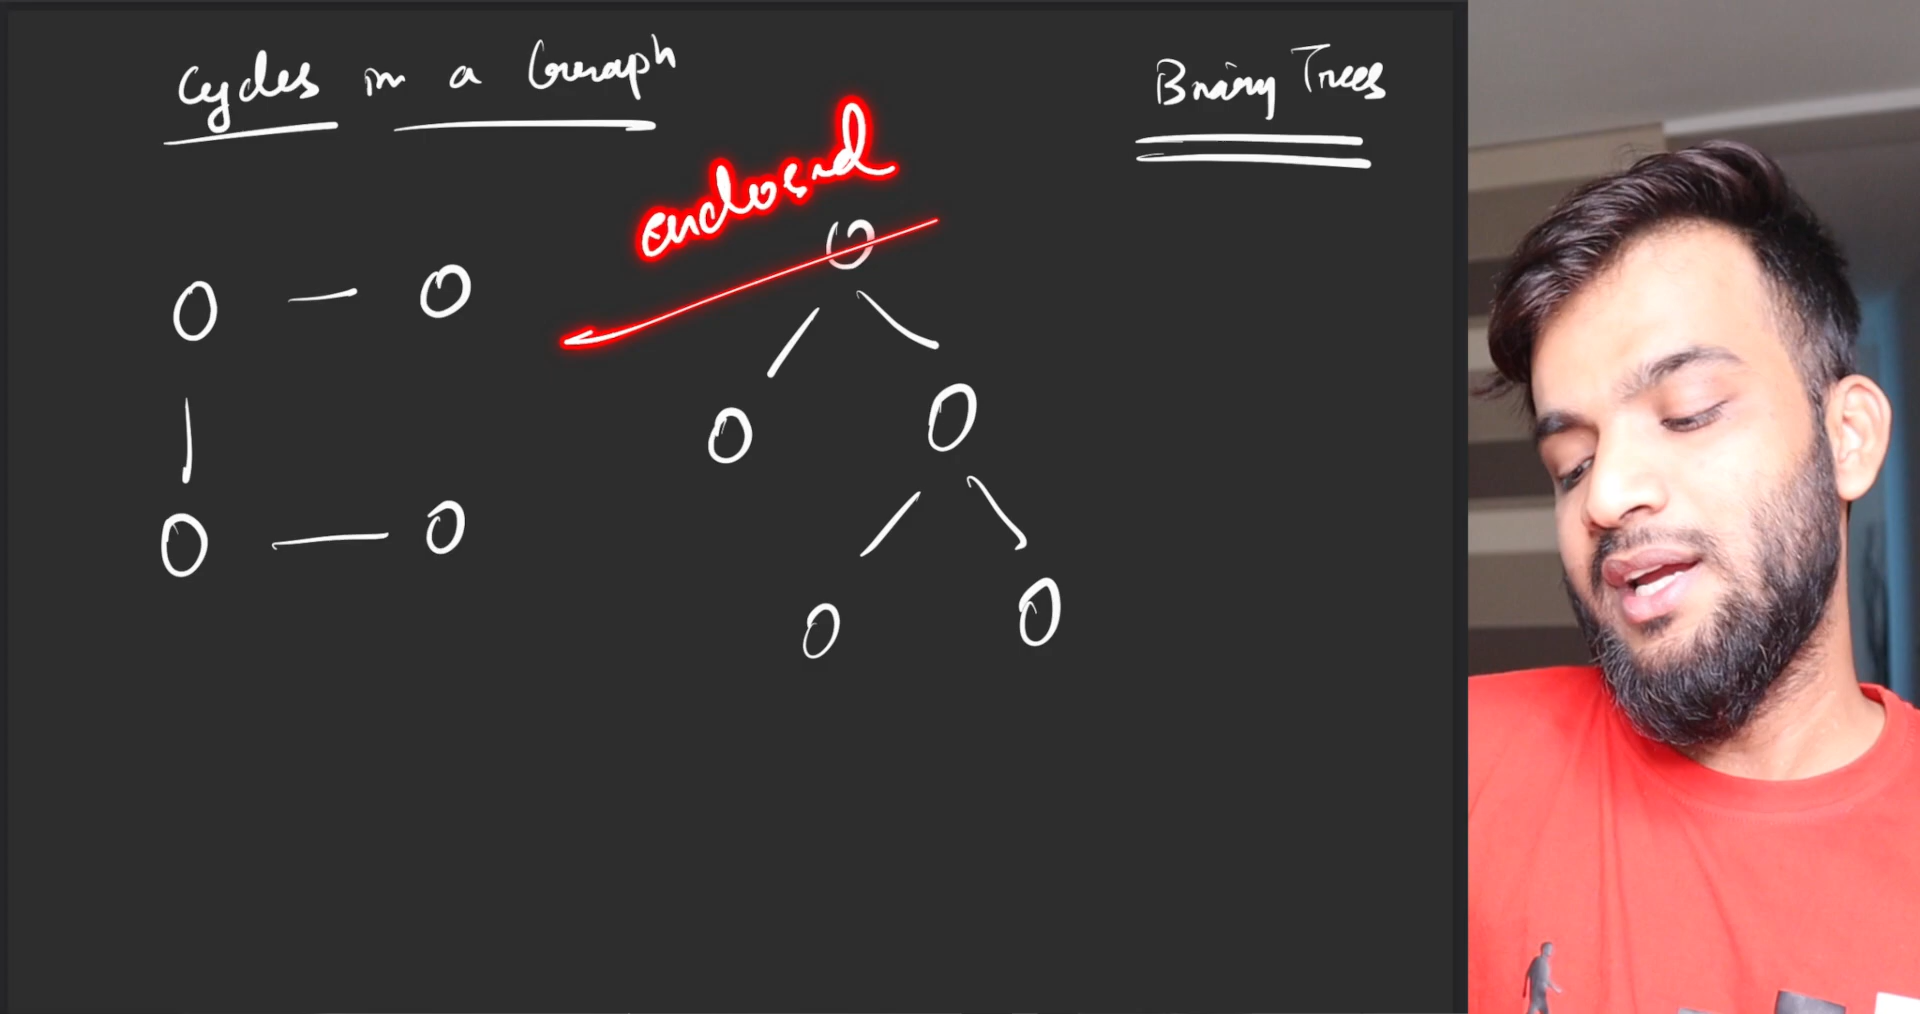 Cycles in a Graph
Binary Trees
enclosed
O — O
O
O
O
O — O
O
O